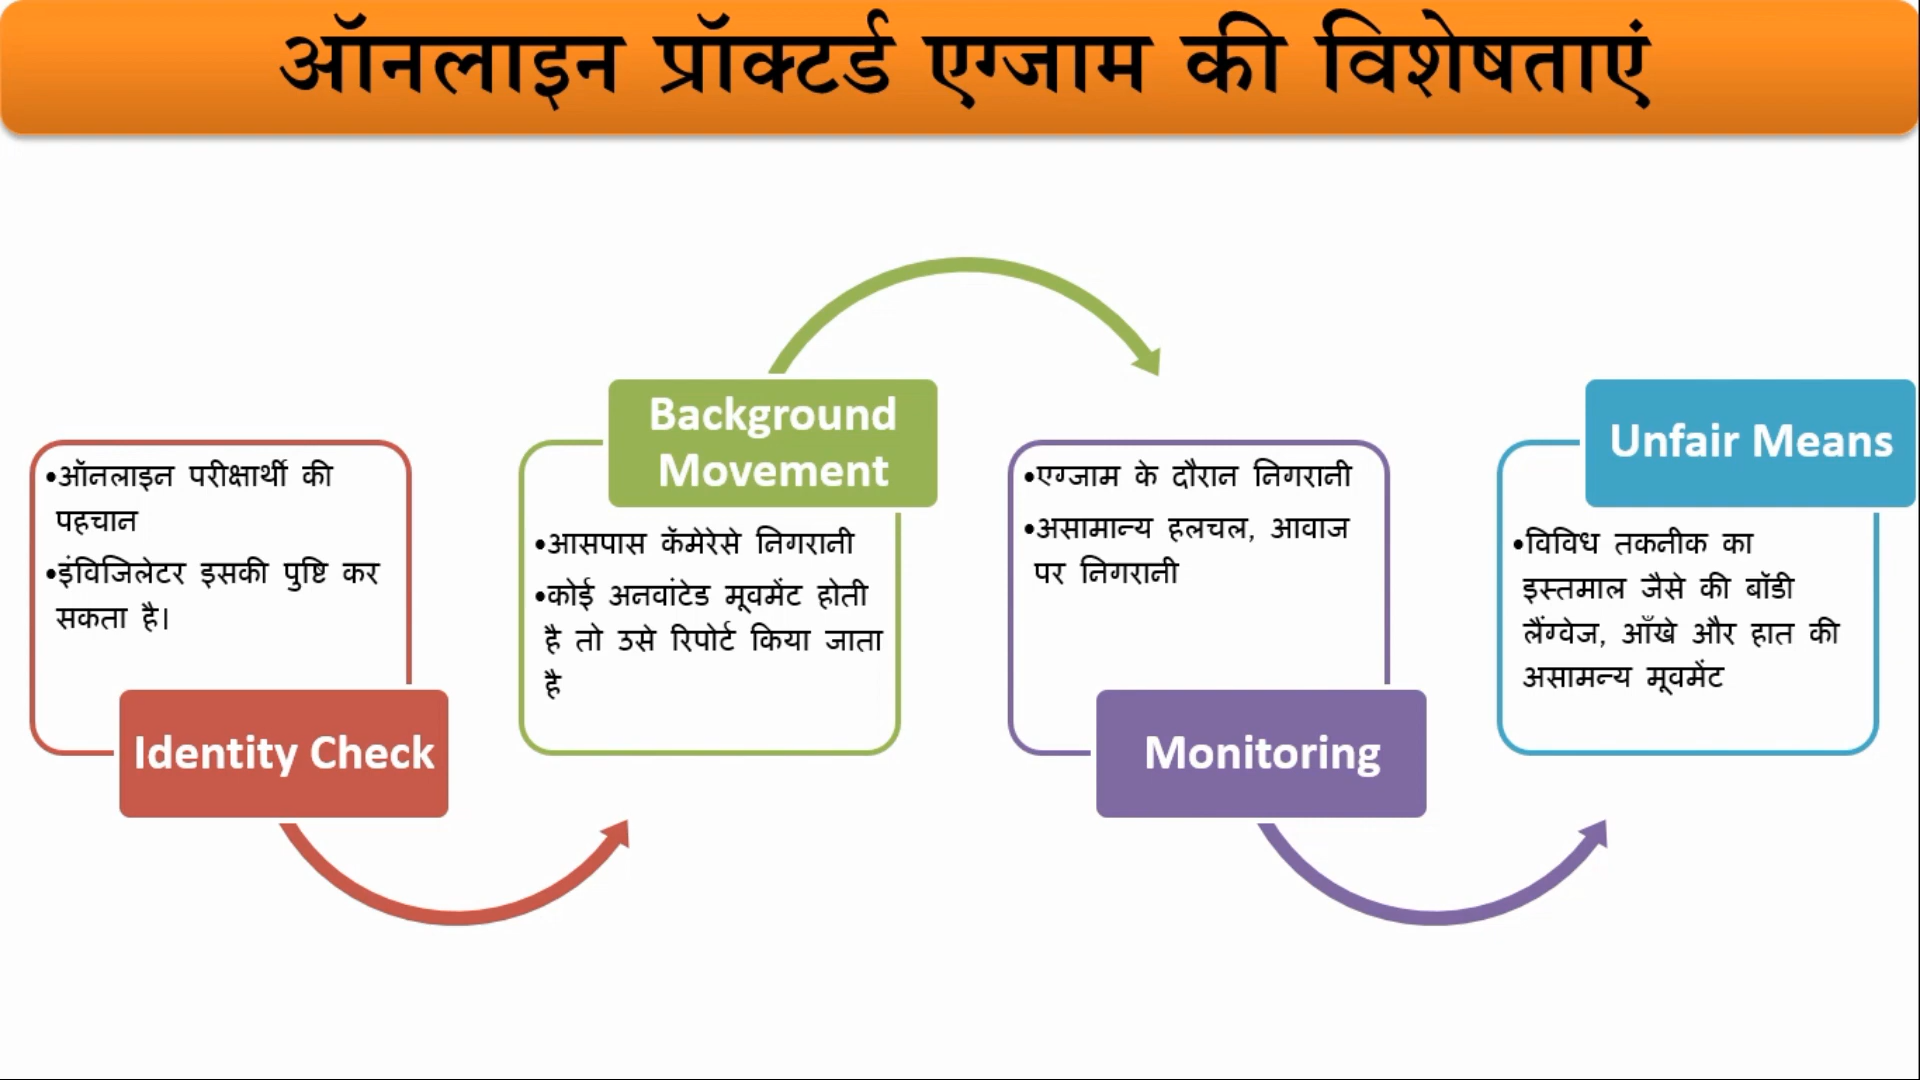 ऑनलाइन प्रॉक्टर्ड एग्जाम की विशेषताएं
•ऑनलाइन परीक्षार्थी की
पहचान
•इंविजिलेटर इसकी पुष्टि कर
सकता है।
Identity Check
Background
Movement
•आसपास कॅमेरेसे निगरानी
•कोई अनवांटेड मूवमेंट होती
है तो उसे रिपोर्ट किया जाता
है
•एग्जाम के दौरान निगरानी
•असामान्य हलचल, आवाज
पर निगरानी
Monitoring
Unfair Means
•विविध तकनीक का
इस्तमाल जैसे की बॉडी
लैंग्वेज, आँखे और हात की
असामन्य मूवमेंट